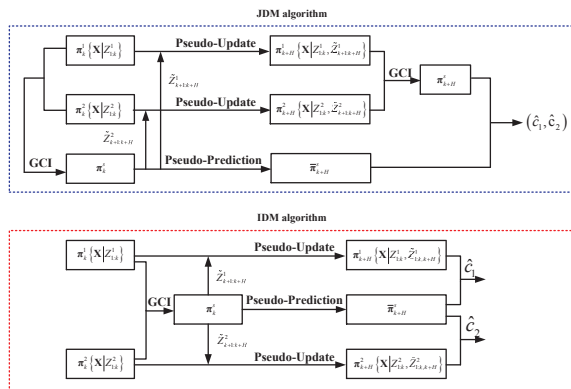 JDM algorithm
π_k^1{X|Z_{1:k}^1}
Pseudo-Update
π_{k+H}^1{X|Z_{1:k}^1, Z̃_{k+1:k+H}^1}
Z̃_{k+1:k+H}^1
GCI
π_{k+H}^s
π_k^2{X|Z_{1:k}^2}
Pseudo-Update
π_{k+H}^2{X|Z_{1:k}^2, Z̃_{k+1:k+H}^2}
(ĉ_1, ĉ_2)
Z̃_{k+1:k+H}^2
GCI
π_k^s
Pseudo-Prediction
π̄_{k+H}^s
IDM algorithm
π_k^1{X|Z_{1:k}^1}
Pseudo-Update
π_{k+H}^1{X|Z_{1:k}^1, Z̃_{1:k,k+H}^1}
Z̃_{k+1:k+H}^1
ĉ_1
GCI
π_k^s
Pseudo-Prediction
π̄_{k+H}^s
Z̃_{k+1:k+H}^2
ĉ_2
π_k^2{X|Z_{1:k}^2}
Pseudo-Update
π_{k+H}^2{X|Z_{1:k}^2, Z̃_{1:k,k+H}^2}